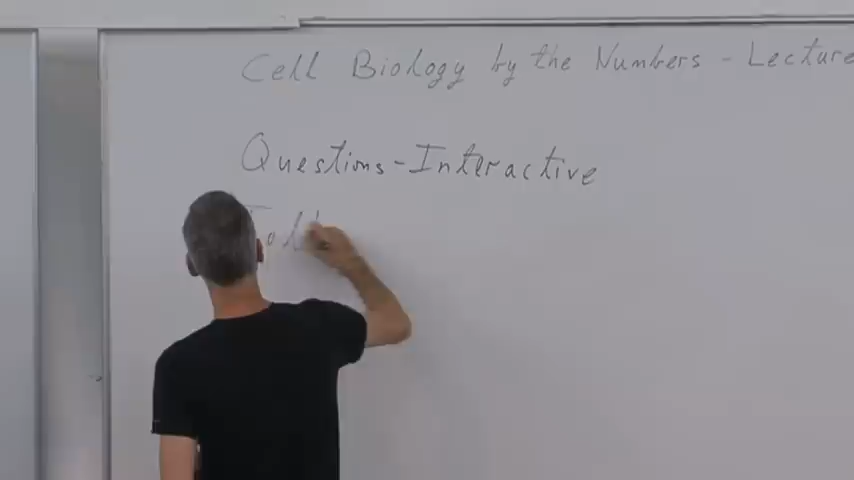 Cell Biology by the Numbers - Lecture
Questions - Interactive